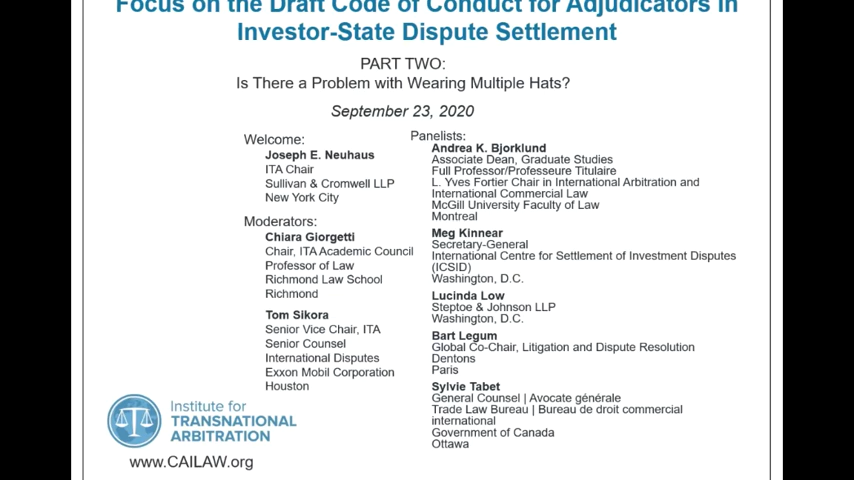 Focus on the Draft Code of Conduct for Adjudicators in
Investor-State Dispute Settlement
PART TWO:
Is There a Problem with Wearing Multiple Hats?
September 23, 2020
Welcome:
Joseph E. Neuhaus
ITA Chair
Sullivan & Cromwell LLP
New York City
Moderators:
Chiara Giorgetti
Chair, ITA Academic Council
Professor of Law
Richmond Law School
Richmond
Tom Sikora
Senior Vice Chair, ITA
Senior Counsel
International Disputes
Exxon Mobil Corporation
Houston
Panelists:
Andrea K. Bjorklund
Associate Dean, Graduate Studies
Full Professor/Professeure Titulaire
L. Yves Fortier Chair in International Arbitration and
International Commercial Law
McGill University Faculty of Law
Montreal
Meg Kinnear
Secretary-General
International Centre for Settlement of Investment Disputes
(ICSID)
Washington, D.C.
Lucinda Low
Steptoe & Johnson LLP
Washington, D.C.
Bart Legum
Global Co-Chair, Litigation and Dispute Resolution
Dentons
Paris
Sylvie Tabet
General Counsel | Avocate générale
Trade Law Bureau | Bureau de droit commercial
international
Government of Canada
Ottawa
Institute for
TRANSNATIONAL
ARBITRATION
www.CAILAW.org